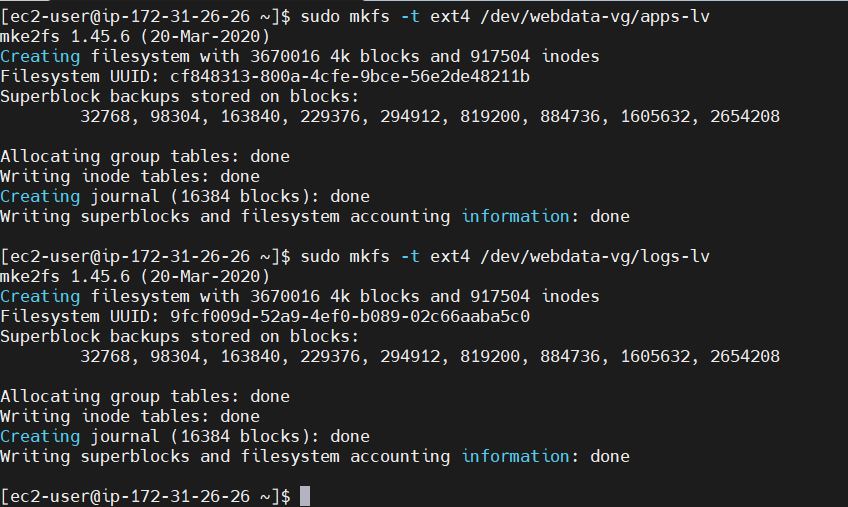 [ec2-user@ip-172-31-26-26 ~]$ sudo mkfs -t ext4 /dev/webdata-vg/apps-lv
mke2fs 1.45.6 (20-Mar-2020)
Creating filesystem with 3670016 4k blocks and 917504 inodes
Filesystem UUID: cf848313-800a-4cfe-9bce-56e2de48211b
Superblock backups stored on blocks:
        32768, 98304, 163840, 229376, 294912, 819200, 884736, 1605632, 2654208
Allocating group tables: done
Writing inode tables: done
Creating journal (16384 blocks): done
Writing superblocks and filesystem accounting information: done
[ec2-user@ip-172-31-26-26 ~]$ sudo mkfs -t ext4 /dev/webdata-vg/logs-lv
mke2fs 1.45.6 (20-Mar-2020)
Creating filesystem with 3670016 4k blocks and 917504 inodes
Filesystem UUID: 9fcf009d-52a9-4ef0-b089-02c66aaba5c0
Superblock backups stored on blocks:
        32768, 98304, 163840, 229376, 294912, 819200, 884736, 1605632, 2654208
Allocating group tables: done
Writing inode tables: done
Creating journal (16384 blocks): done
Writing superblocks and filesystem accounting information: done
[ec2-user@ip-172-31-26-26 ~]$